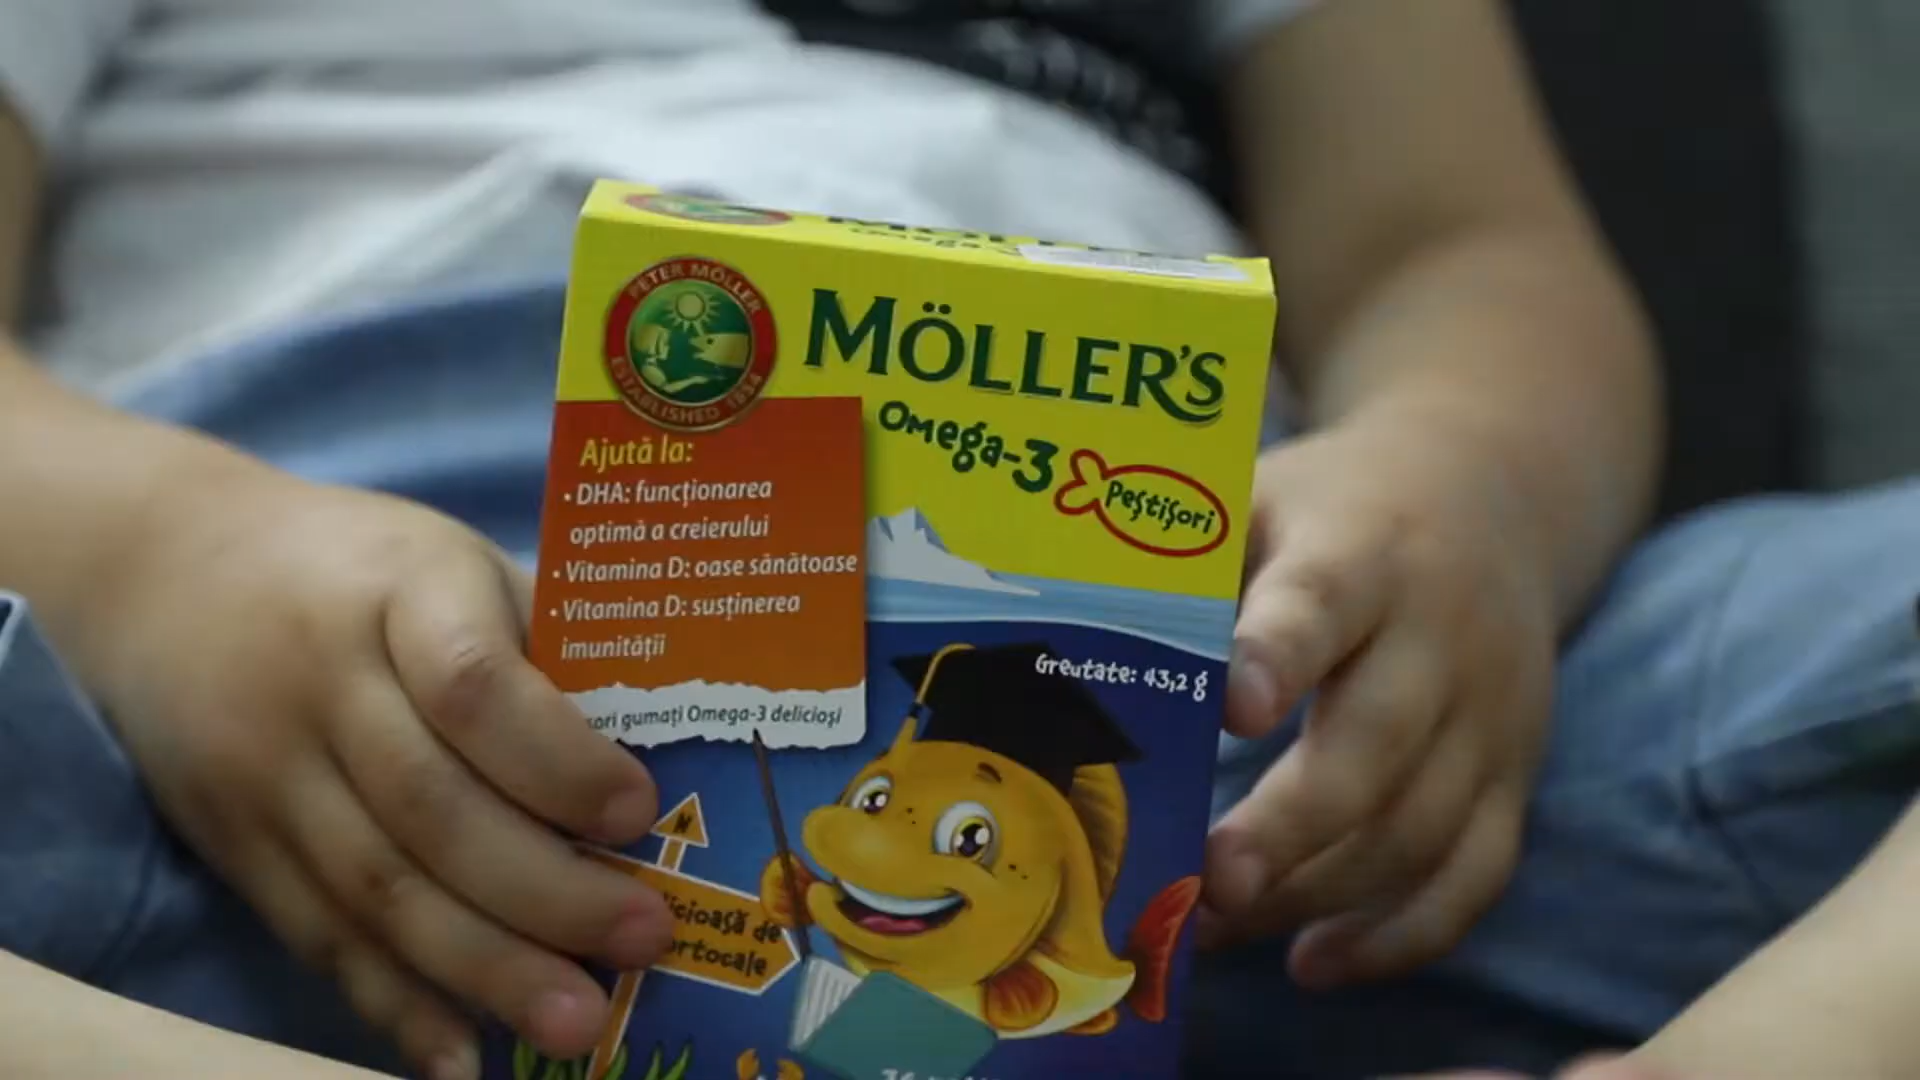 PETER MÖLLER
ESTABLISHED 1854
MÖLLER'S
Omega-3
Peștișori
Ajută la:
• DHA: funcționarea
optimă a creierului
• Vitamina D: oase sănătoase
• Vitamina D: susținerea
imunității
gumați Omega-3 delicioși
Greutate: 43,2 g
N
de